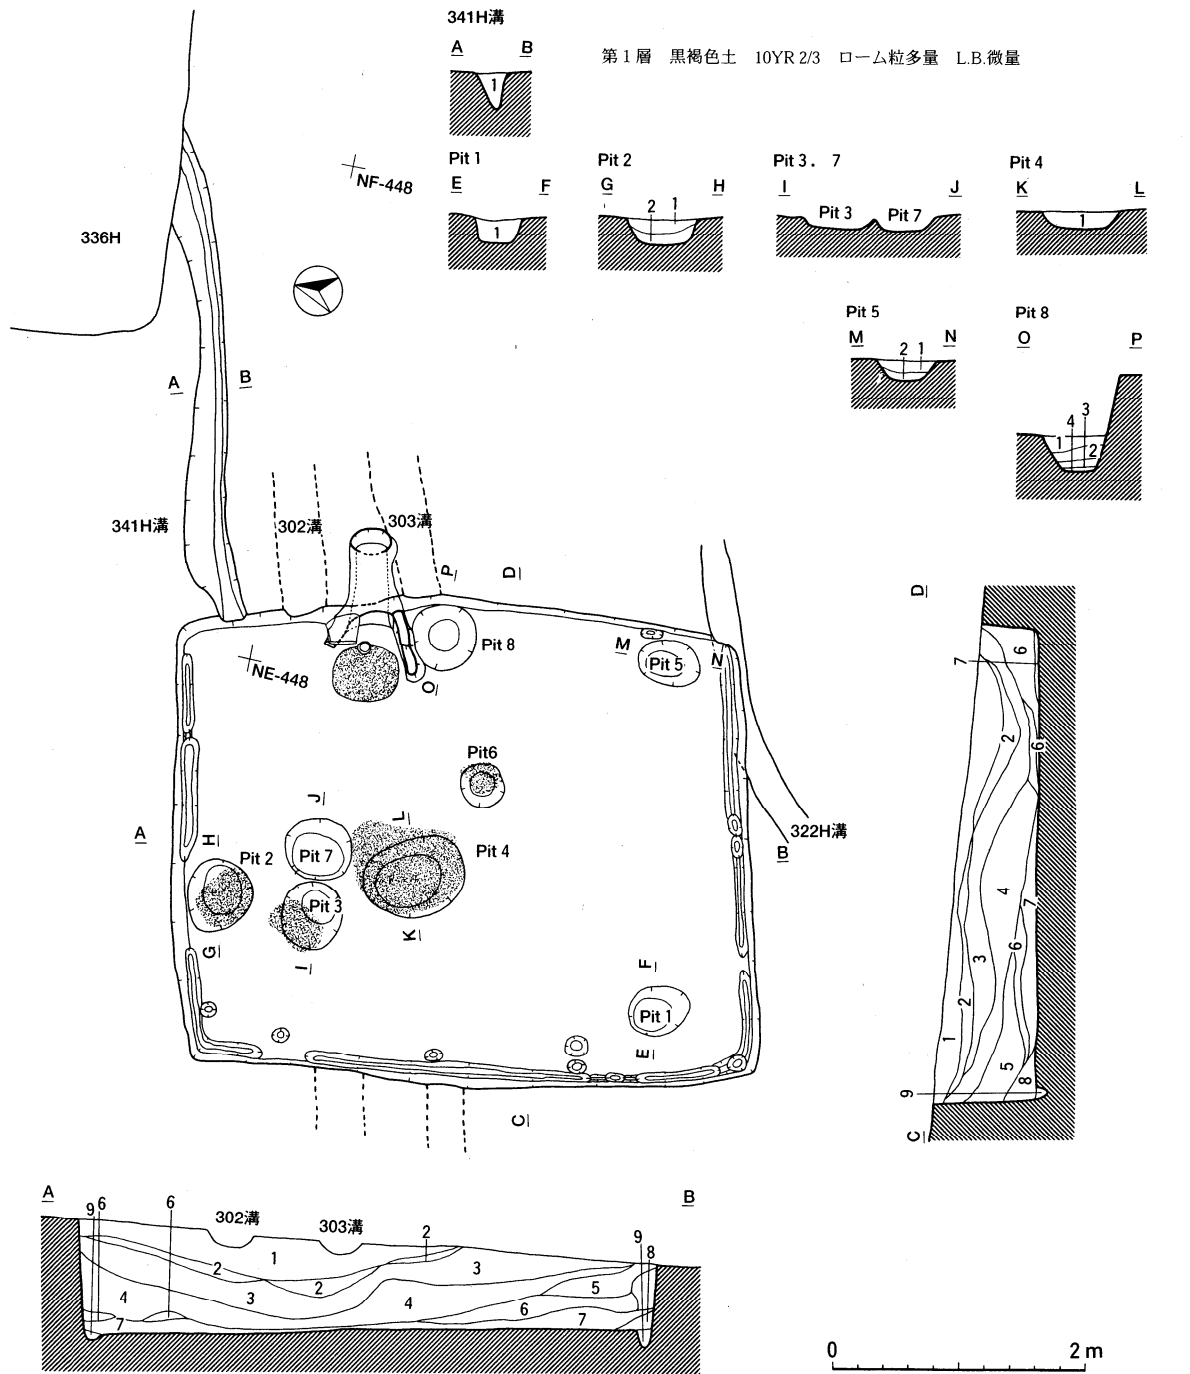 341H溝
A B
第1層 黒褐色土 10YR 2/3 ローム粒多量 L.B.微量
1
Pit 1
E F
1
Pit 2
G H
2 1
Pit 3．7
I J
Pit 3 Pit 7
Pit 4
K L
1
Pit 5
M N
2 1
Pit 8
O P
3
4
1 2
NF-448
336H
A B
341H溝
302溝
303溝
P D
Pit 8
M
Pit 5
N
NE-448
O
Pit6
J
L
A
H
Pit 2
Pit 7
Pit 4
322H溝
B
Pit 3
G
I
K
F
Pit 1
E
C
D
6
7
2
6
4
7
3
6
2
1
5
8
9
C
A
B
9 6 6
302溝
303溝
2
9
8
1
2
3
2
5
4
3
4
6
7
7
0 2 m